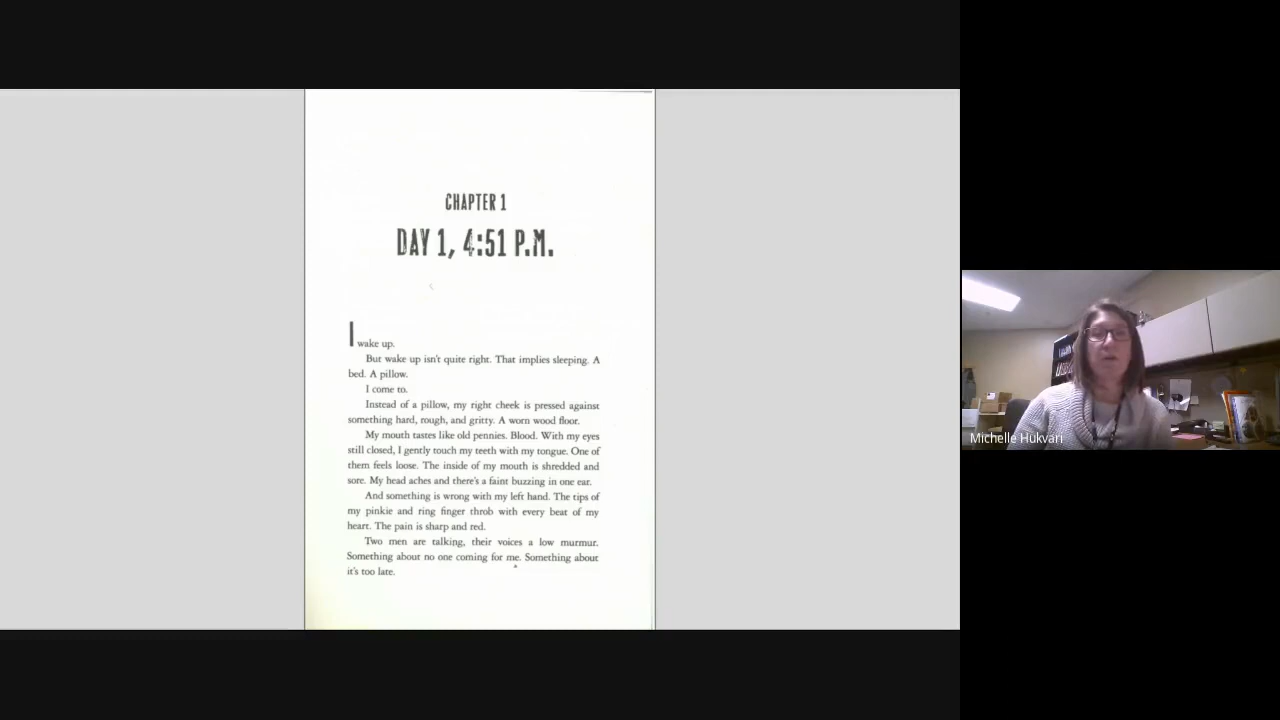 CHAPTER 1
DAY 1, 4:51 P.M.
I wake up.
But wake up isn't quite right. That implies sleeping. A
bed. A pillow.
I come to.
Instead of a pillow, my right cheek is pressed against
something hard, rough, and gritty. A worn wood floor.
My mouth tastes like old pennies. Blood. With my eyes
still closed, I gently touch my teeth with my tongue. One of
them feels loose. The inside of my mouth is shredded and
sore. My head aches and there's a faint buzzing in one ear.
And something is wrong with my left hand. The tips of
my pinkie and ring finger throb with every beat of my
heart. The pain is sharp and red.
Two men are talking, their voices a low murmur.
Something about no one coming for me. Something about
it's too late.
Michelle Hukvari